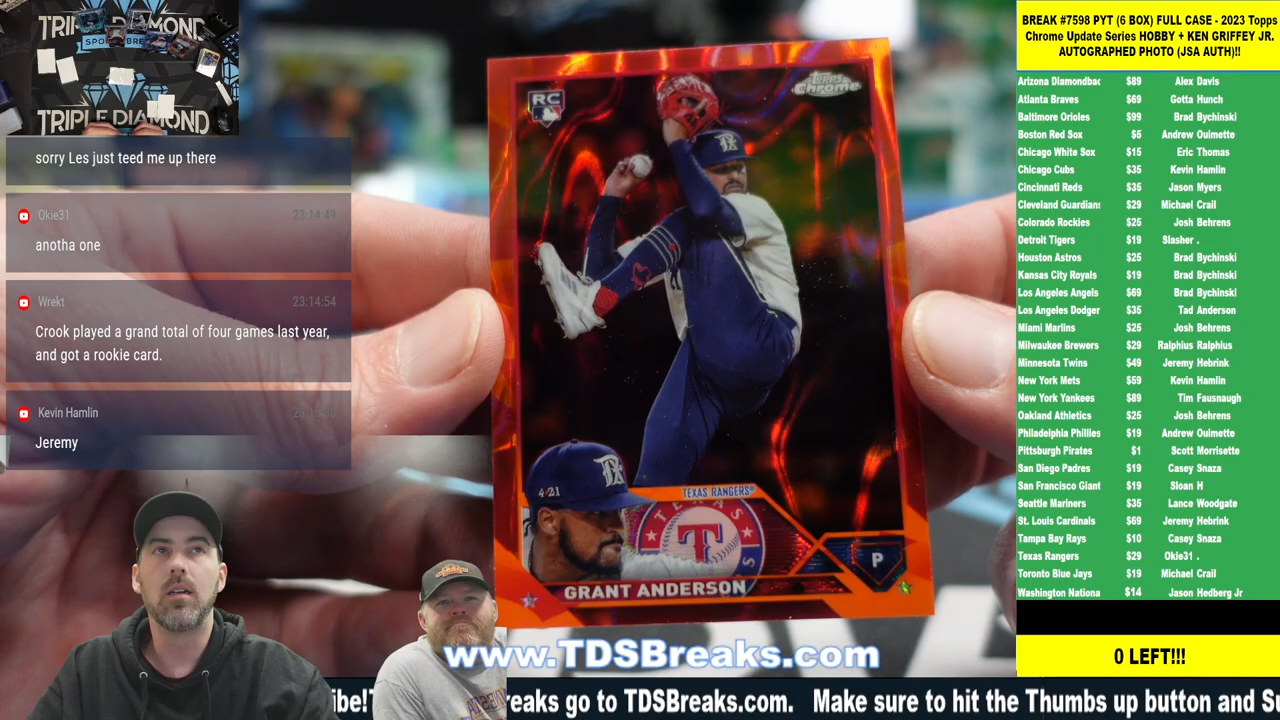 TRIPLE DIAMOND
TRIPLE DIAMOND
sorry Les just teed me up there
Okie31 23:14:49
anotha one
Wrekt 23:14:54
Crook played a grand total of four games last year,
and got a rookie card.
Kevin Hamlin
Jeremy
RC
Topps
Chrome
4-21
TEXAS RANGERS
TEXAS
T
P
GRANT ANDERSON
www.TDSBreaks.com
reaks go to TDSBreaks.com. Make sure to hit the Thumbs up button and Su
BREAK #7598 PYT (6 BOX) FULL CASE - 2023 Topps
Chrome Update Series HOBBY + KEN GRIFFEY JR.
AUTOGRAPHED PHOTO (JSA AUTH)!!
Arizona Diamondbac $89 Alex Davis
Atlanta Braves $69 Gotta Hunch
Baltimore Orioles $99 Brad Bychinski
Boston Red Sox $5 Andrew Oulmette
Chicago White Sox $15 Eric Thomas
Chicago Cubs $35 Kevin Hamlin
Cincinnati Reds $35 Jason Myers
Cleveland Guardians $29 Michael Crail
Colorado Rockies $25 Josh Behrens
Detroit Tigers $19 Slasher .
Houston Astros $25 Brad Bychinski
Kansas City Royals $19 Brad Bychinski
Los Angeles Angels $69 Brad Bychinski
Los Angeles Dodger $35 Tad Anderson
Miami Marlins $25 Josh Behrens
Milwaukee Brewers $29 Ralphius Ralphius
Minnesota Twins $49 Jeremy Hebrink
New York Mets $59 Kevin Hamlin
New York Yankees $89 Tim Fausnaugh
Oakland Athletics $25 Josh Behrens
Philadelphia Phillies $19 Andrew Oulmette
Pittsburgh Pirates $1 Scott Morrisette
San Diego Padres $19 Casey Snaza
San Francisco Giant $19 Sloan H
Seattle Mariners $35 Lance Woodgate
St. Louis Cardinals $69 Jeremy Hebrink
Tampa Bay Rays $10 Casey Snaza
Texas Rangers $29 Okie31 .
Toronto Blue Jays $19 Michael Crail
Washington Nationa $14 Jason Hedberg Jr
0 LEFT!!!